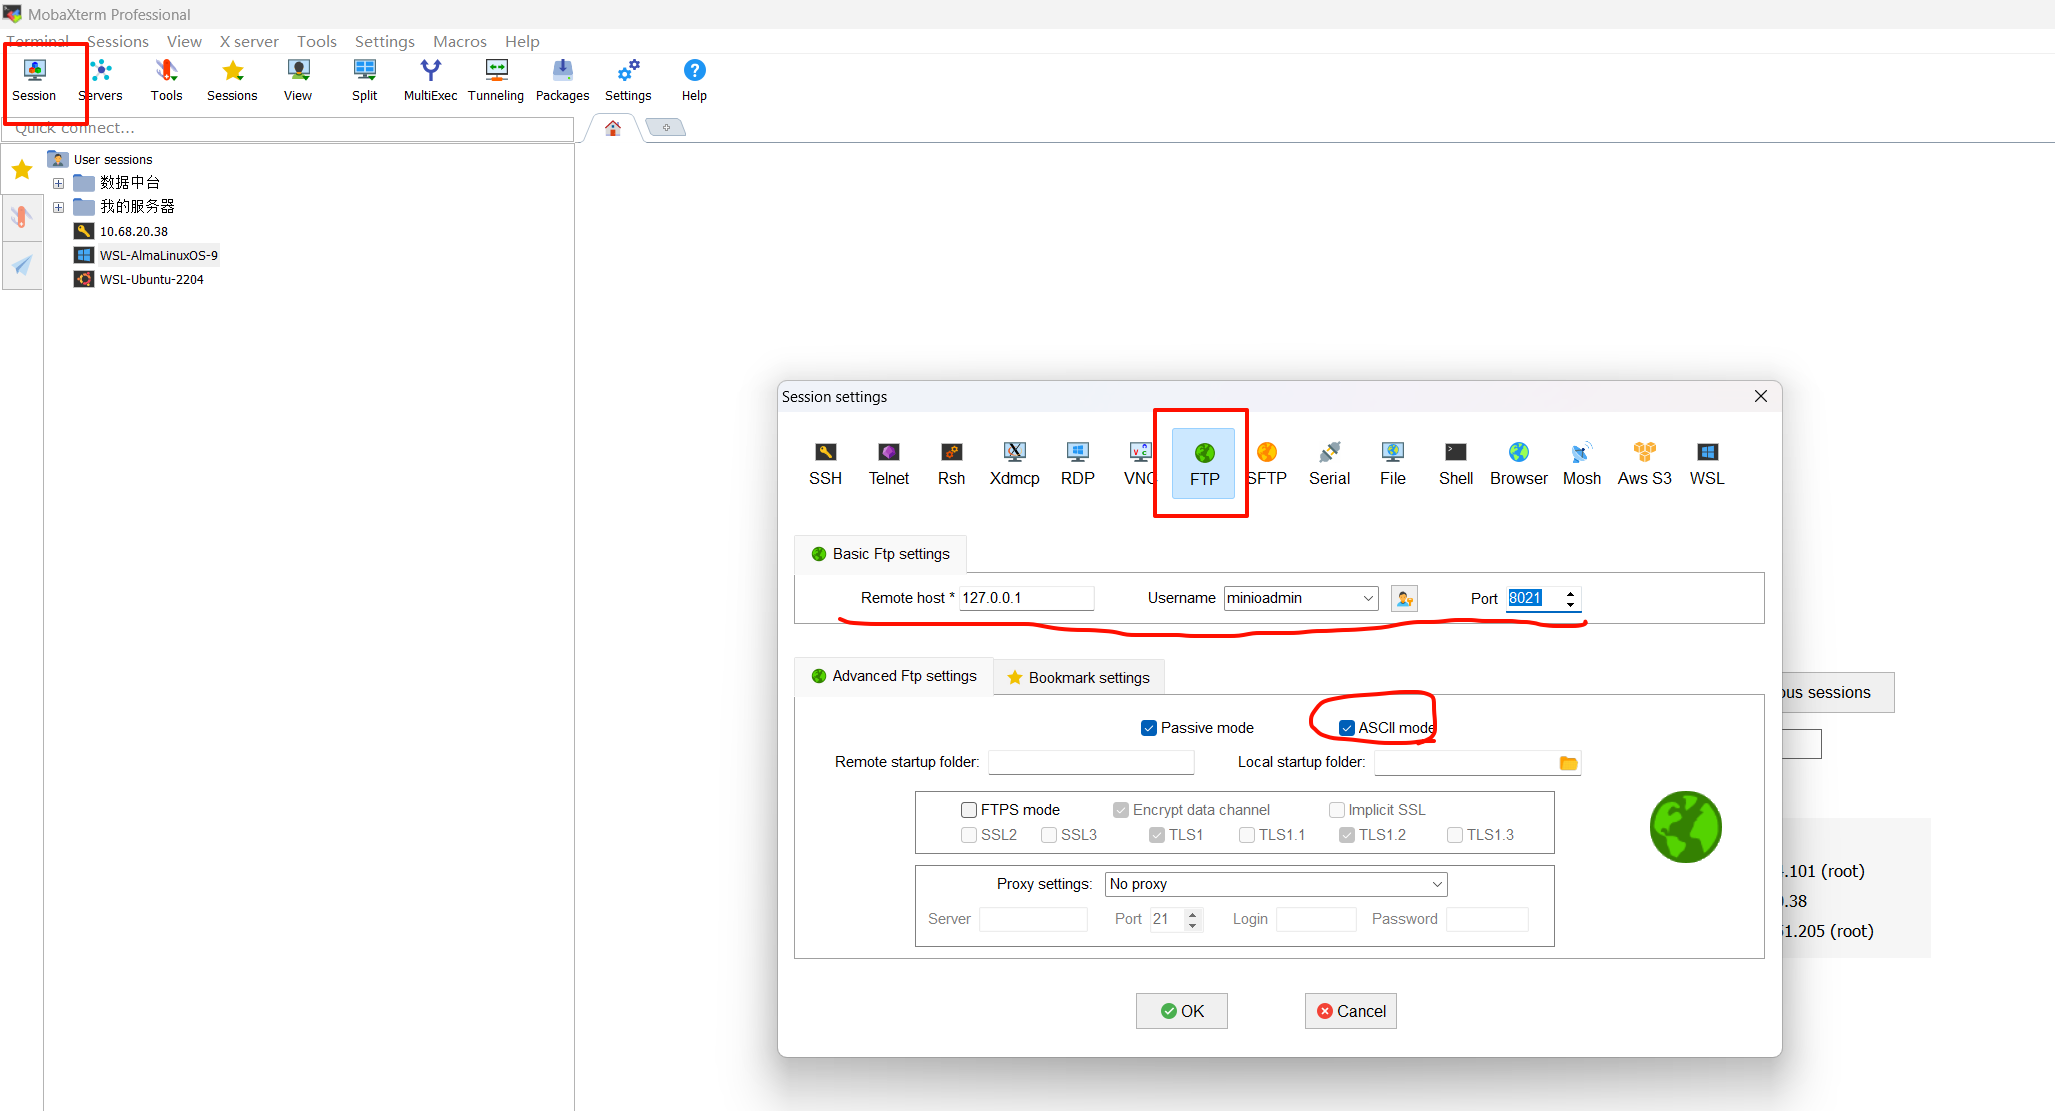 MobaXterm Professional
Terminal Sessions View X server Tools Settings Macros Help
Session Servers Tools Sessions View Split MultiExec Tunneling Packages Settings Help
Quick connect...
User sessions
数据中台
我的服务器
10.68.20.38
WSL-AlmaLinuxOS-9
WSL-Ubuntu-2204
Session settings
SSH Telnet Rsh Xdmcp RDP VNC FTP SFTP Serial File Shell Browser Mosh Aws S3 WSL
Basic Ftp settings
Remote host * 127.0.0.1 Username minioadmin Port 8021
Advanced Ftp settings Bookmark settings
ous sessions
Passive mode ASCII mode
Remote startup folder: Local startup folder:
FTPS mode Encrypt data channel Implicit SSL
SSL2 SSL3 TLS1 TLS1.1 TLS1.2 TLS1.3
.101 (root)
Proxy settings: No proxy
.38
Server Port 21 Login Password
1.205 (root)
OK Cancel